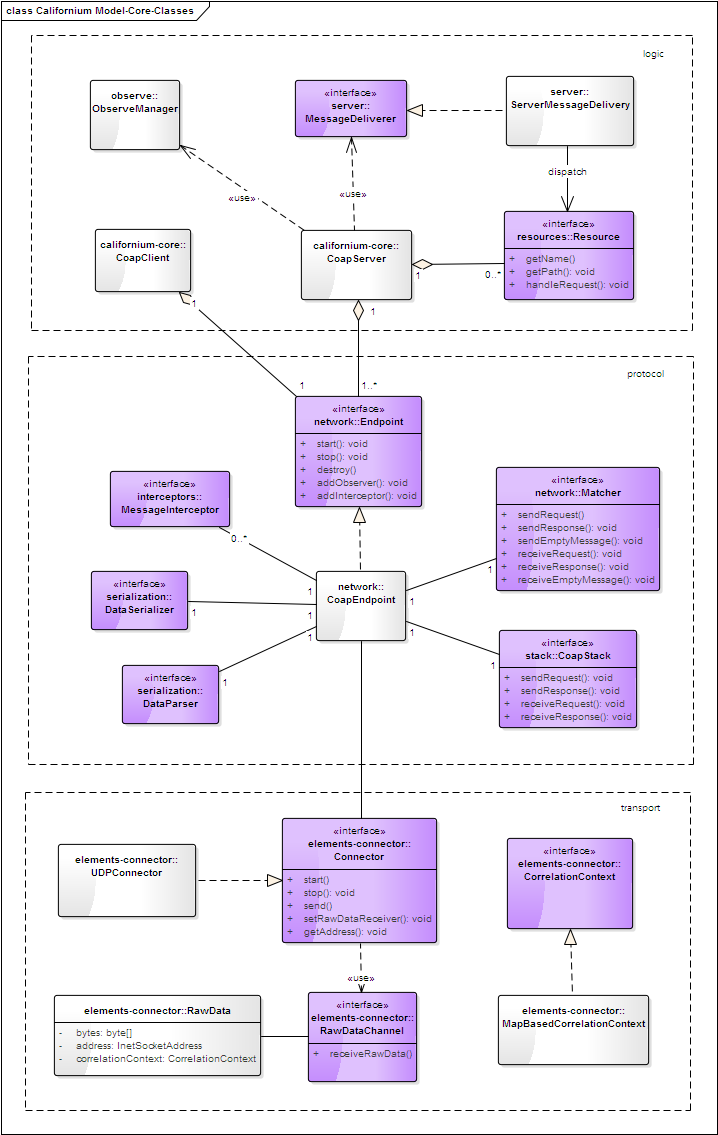 class Californium Model-Core-Classes
logic
observe::
ObserveManager
«interface»
server::
MessageDeliverer
server::
ServerMessageDelivery
dispatch
«use»
«use»
californium-core::
CoapClient
californium-core::
CoapServer
«interface»
resources::Resource
+ getName()
+ getPath(): void
+ handleRequest(): void
1
0..*
1
1
1
1..*
protocol
«interface»
network::Endpoint
+ start(): void
+ stop(): void
+ destroy()
+ addObserver(): void
+ addInterceptor(): void
«interface»
interceptors::
MessageInterceptor
0..*
«interface»
network::Matcher
+ sendRequest()
+ sendResponse(): void
+ sendEmptyMessage(): void
+ receiveRequest(): void
+ receiveResponse(): void
+ receiveEmptyMessage(): void
«interface»
serialization::
DataSerializer
network::
CoapEndpoint
1
1
1
1
1
1
1
«interface»
stack::CoapStack
+ sendRequest(): void
+ sendResponse(): void
+ receiveRequest(): void
+ receiveResponse(): void
1
«interface»
serialization::
DataParser
1
transport
«interface»
elements-connector::
Connector
+ start()
+ stop(): void
+ send()
+ setRawDataReceiver(): void
+ getAddress(): void
elements-connector::
UDPConnector
«interface»
elements-connector::
CorrelationContext
«use»
elements-connector::RawData
- bytes: byte[]
- address: InetSocketAddress
- correlationContext: CorrelationContext
«interface»
elements-connector::
RawDataChannel
+ receiveRawData()
elements-connector::
MapBasedCorrelationContext